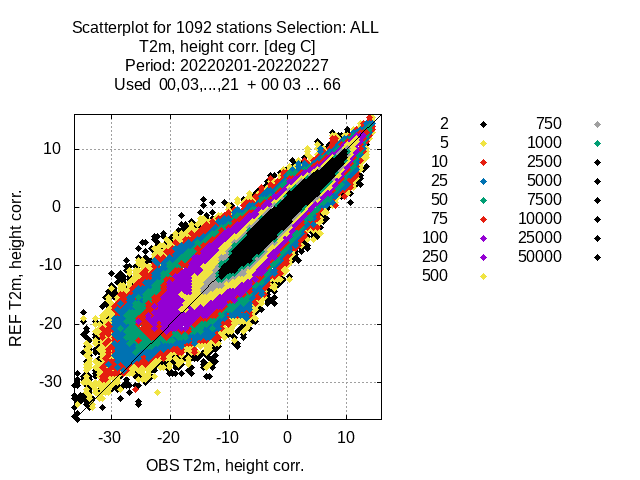 Scatterplot for 1092 stations Selection: ALL
T2m, height corr. [deg C]
Period: 20220201-20220227
Used  00,03,...,21  + 00 03 ... 66
REF T2m, height corr.
10
0
-10
-20
-30
-30 -20 -10 0 10
OBS T2m, height corr.
2 750
5 1000
10 2500
25 5000
50 7500
75 10000
100 25000
250 50000
500